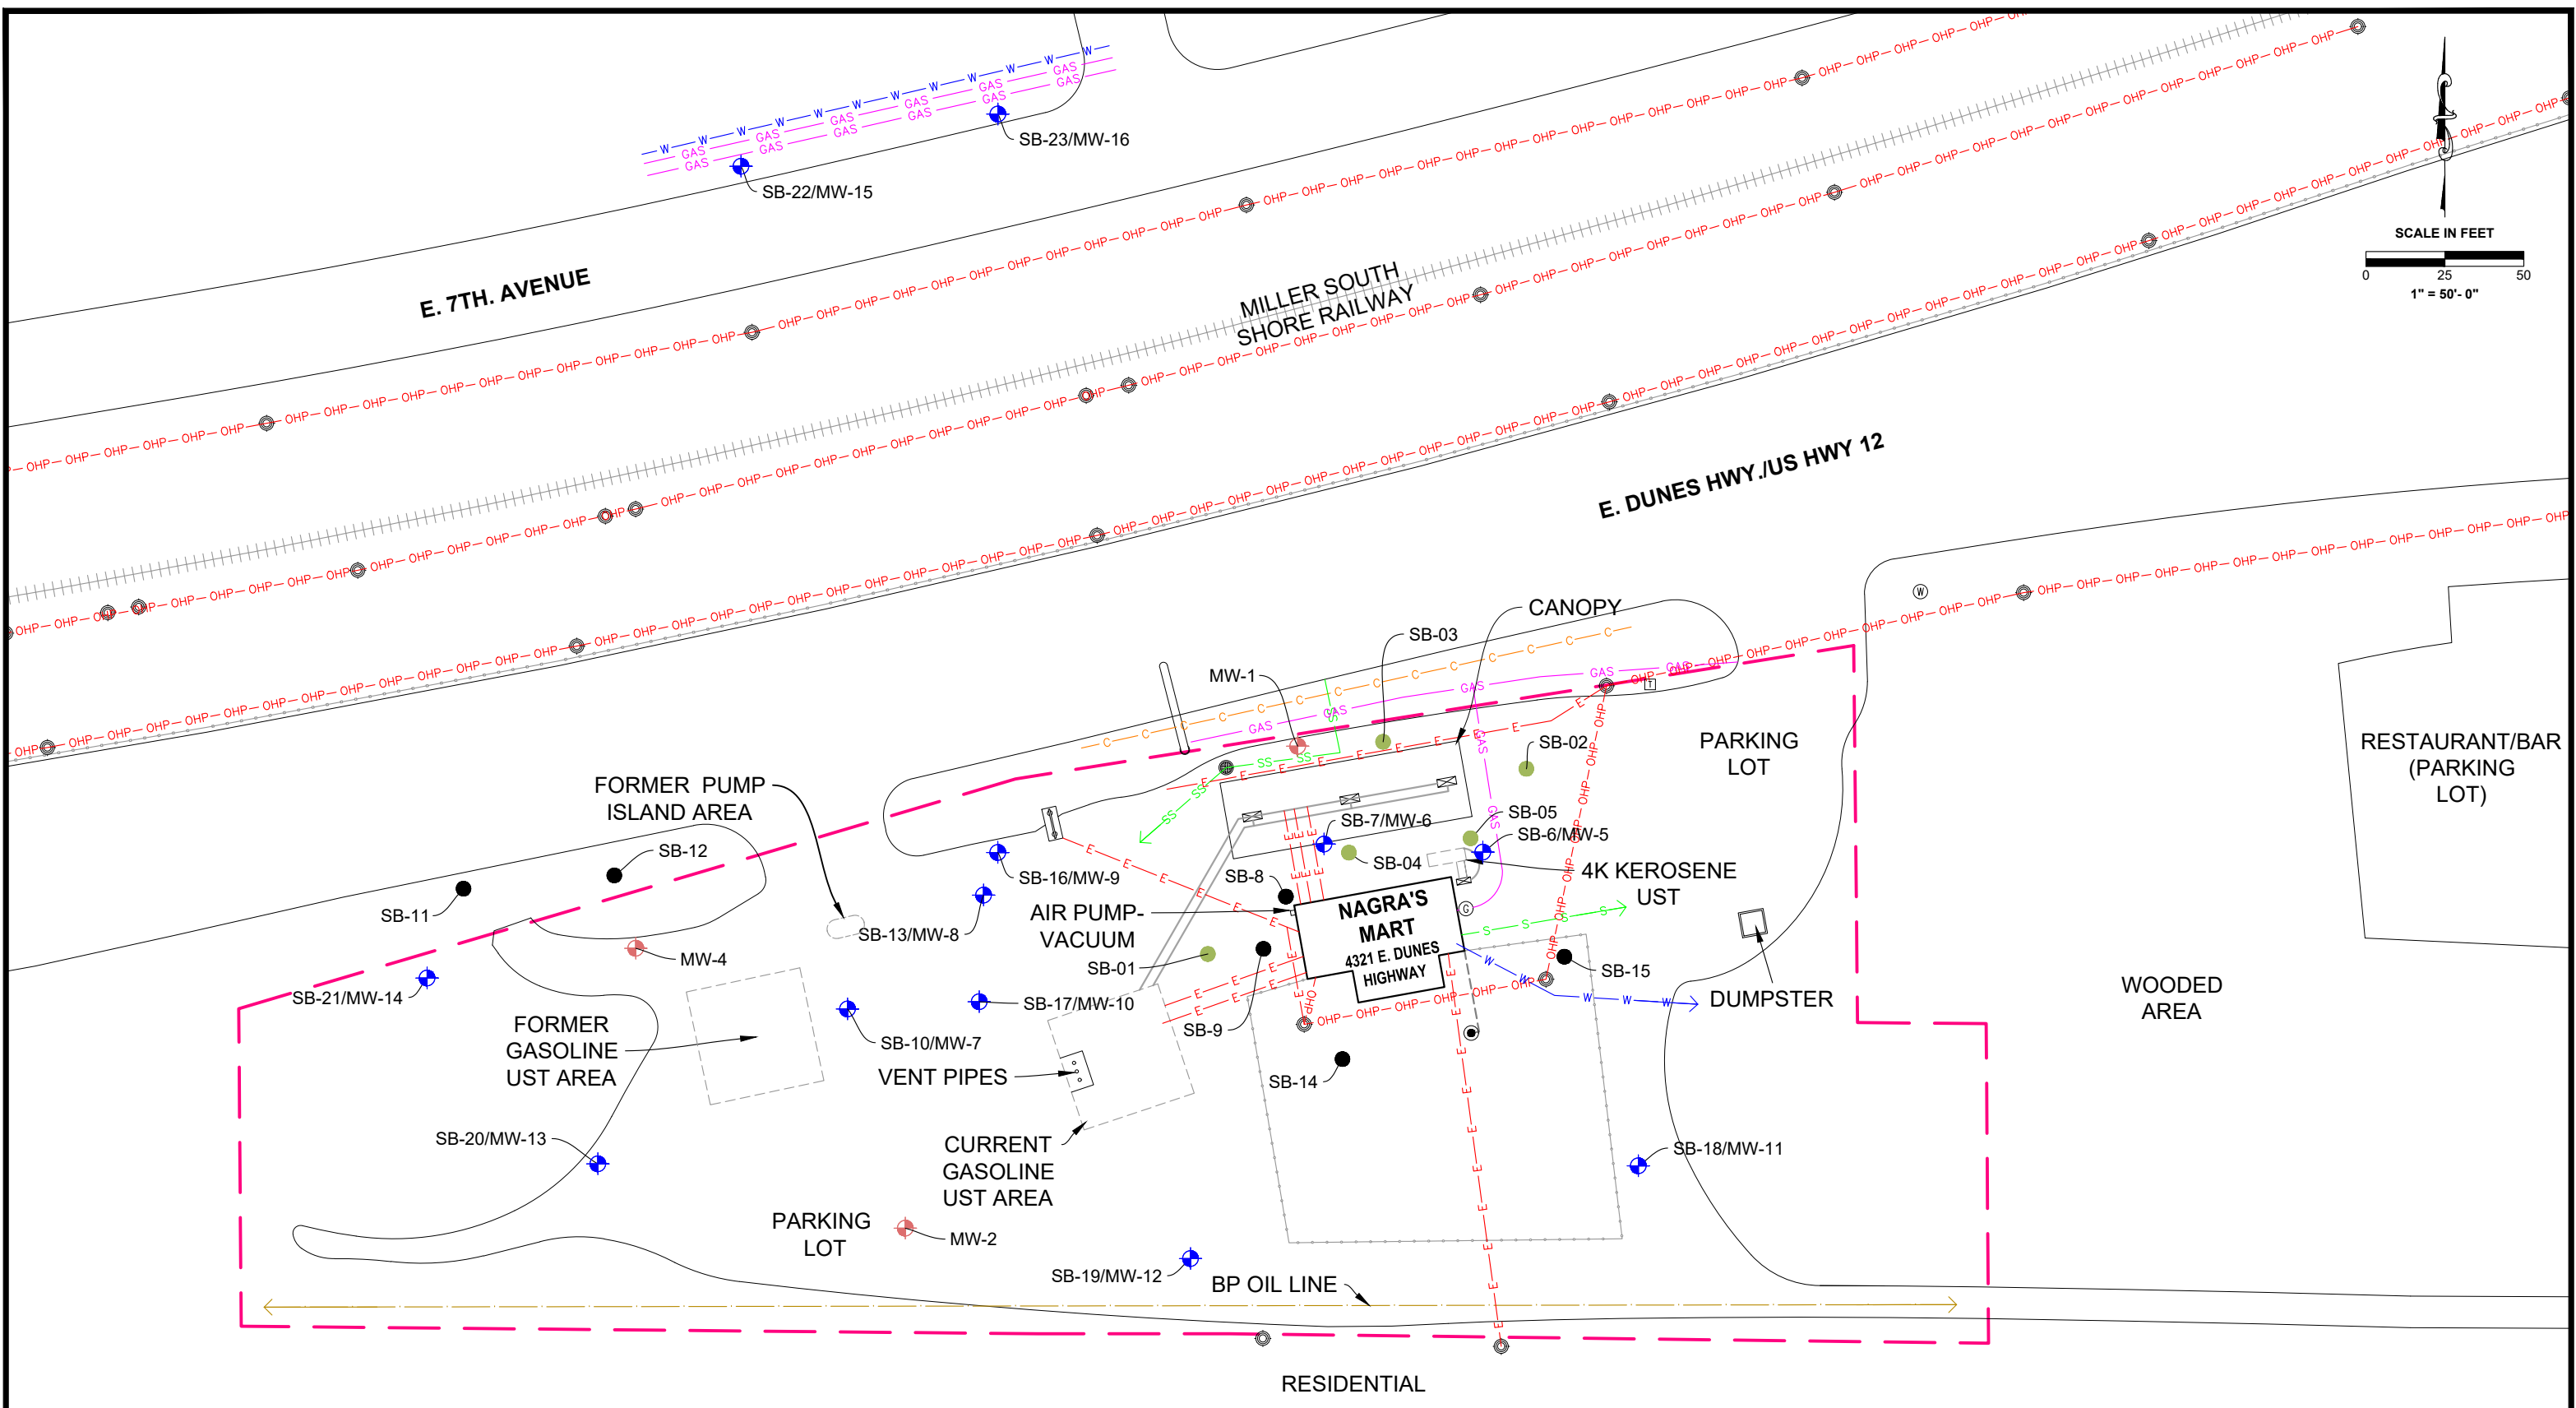 SB-23/MW-16
SB-22/MW-15
E. 7TH. AVENUE
MILLER SOUTH
SHORE RAILWAY
SCALE IN FEET
0 25 50
1" = 50'- 0"
E. DUNES HWY./US HWY 12
CANOPY
SB-03
MW-1
SB-02
PARKING
LOT
RESTAURANT/BAR
(PARKING
LOT)
FORMER PUMP
ISLAND AREA
SB-12
SB-11
SB-7/MW-6
SB-05
SB-6/MW-5
SB-04
4K KEROSENE
UST
SB-16/MW-9
SB-8
AIR PUMP-
VACUUM
SB-13/MW-8
NAGRA'S
MART
4321 E. DUNES
HIGHWAY
G
W
T
MW-4
SB-01
SB-15
SB-21/MW-14
SB-17/MW-10
DUMPSTER
WOODED
AREA
FORMER
GASOLINE
UST AREA
SB-9
SB-10/MW-7
VENT PIPES
SB-14
SB-20/MW-13
CURRENT
GASOLINE
UST AREA
SB-18/MW-11
PARKING
LOT
MW-2
SB-19/MW-12
BP OIL LINE
RESIDENTIAL
OHP
GAS
W
C
E
SS
S